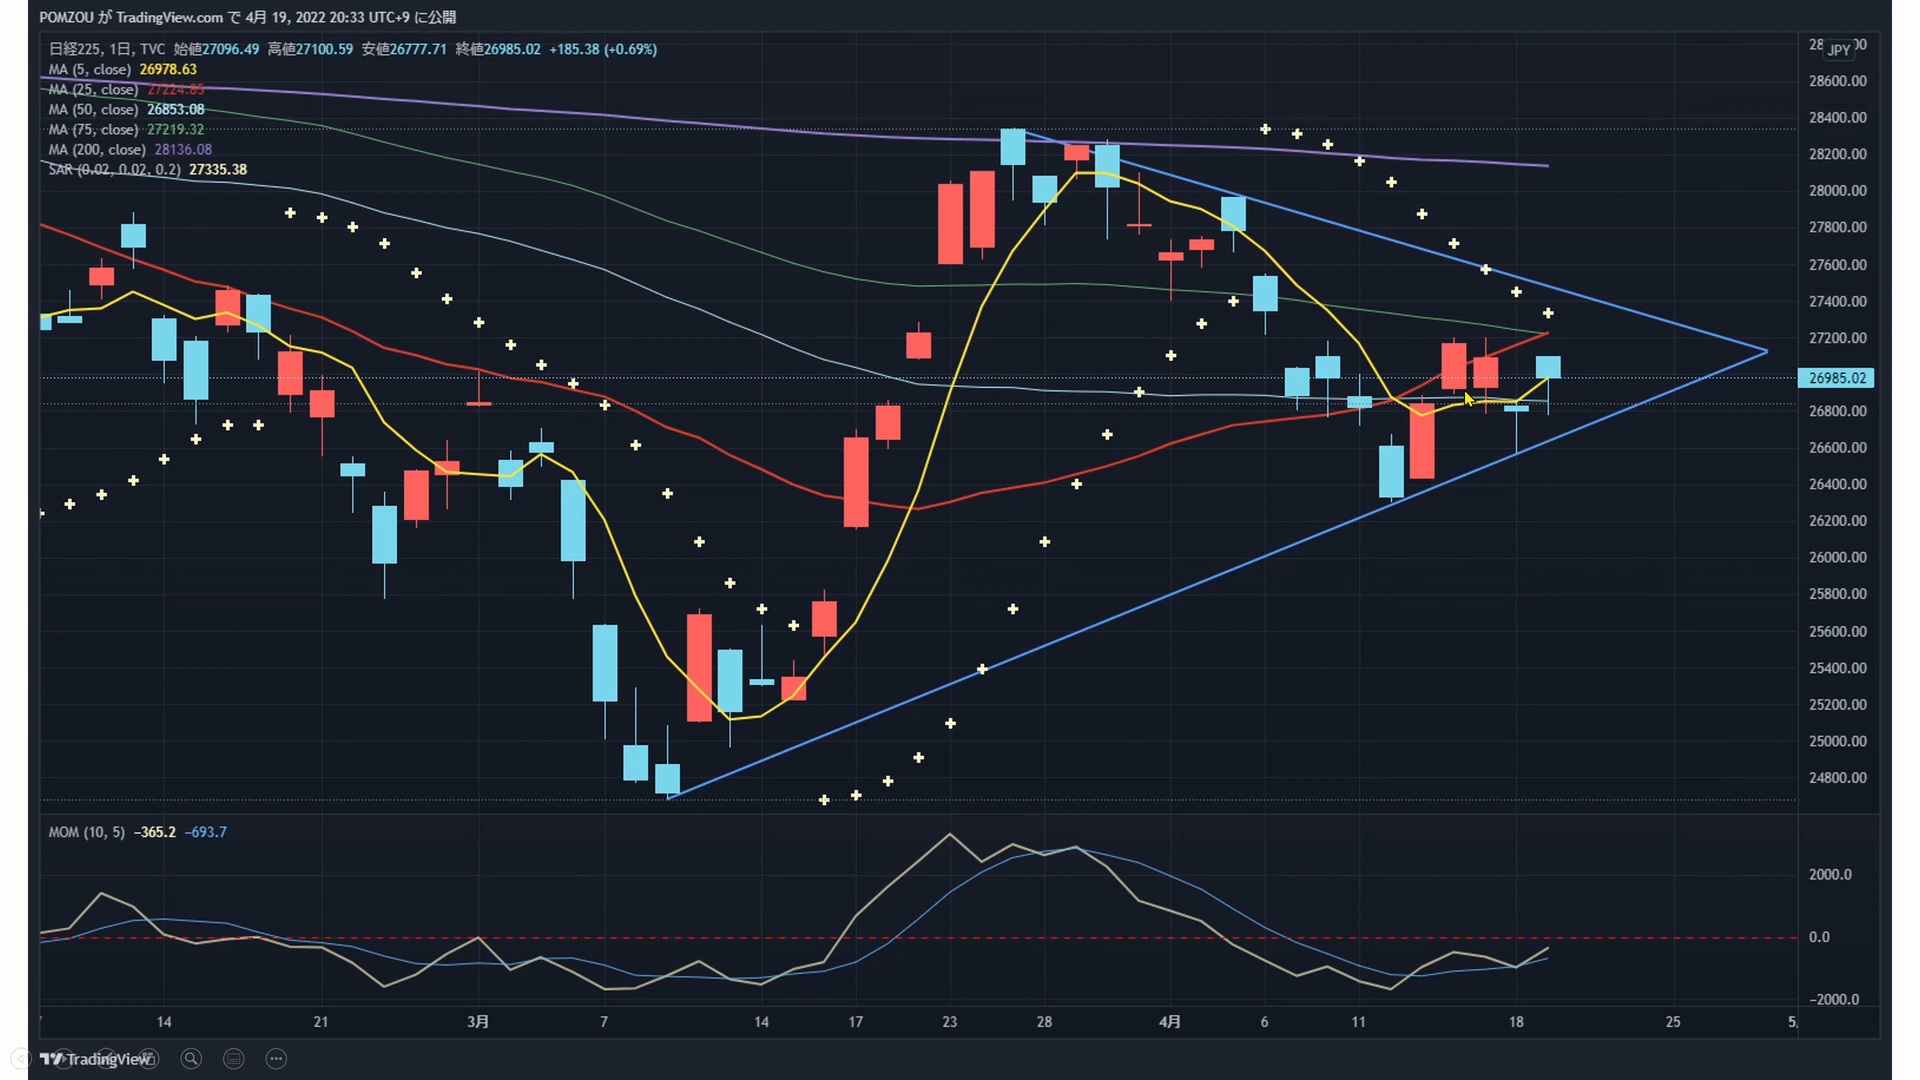 POMZOU が TradingView.com で 4月 19, 2022 20:33 UTC+9 に公開
日経225, 1日, TVC 始値27096.49 高値27100.59 安値26777.71 終値26985.02 +185.38 (+0.69%)
MA (5, close) 26978.63
MA (25, close) 27224.85
MA (50, close) 26853.08
MA (75, close) 27219.32
MA (200, close) 28136.08
SAR (0.02, 0.02, 0.2) 27335.38
JPY
28600.00
28400.00
28200.00
28000.00
27800.00
27600.00
27400.00
27200.00
26985.02
26800.00
26600.00
26400.00
26200.00
26000.00
25800.00
25600.00
25400.00
25200.00
25000.00
24800.00
MOM (10, 5) −365.2 −693.7
2000.0
0.0
−2000.0
14 21 3月 7 14 17 23 28 4月 6 11 18 25
TradingView